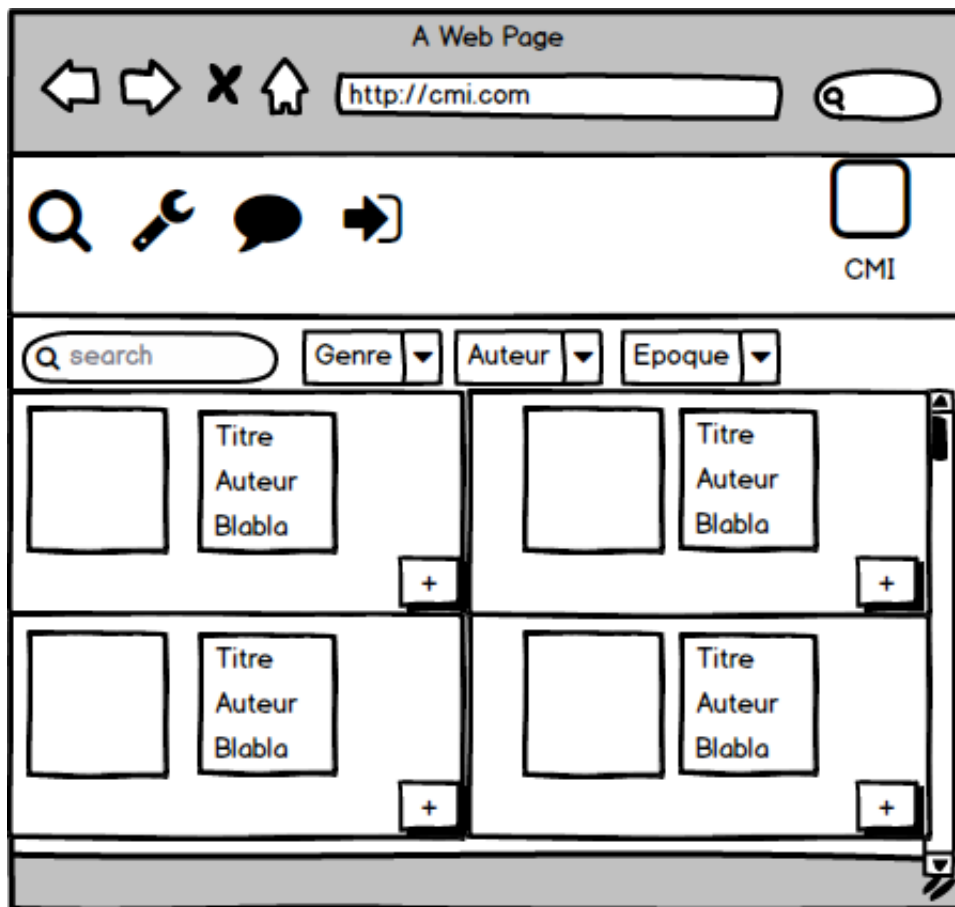 A Web Page
http://cmi.com
CMI
search
Genre
Auteur
Epoque
Titre
Auteur
Blabla
+
Titre
Auteur
Blabla
+
Titre
Auteur
Blabla
+
Titre
Auteur
Blabla
+